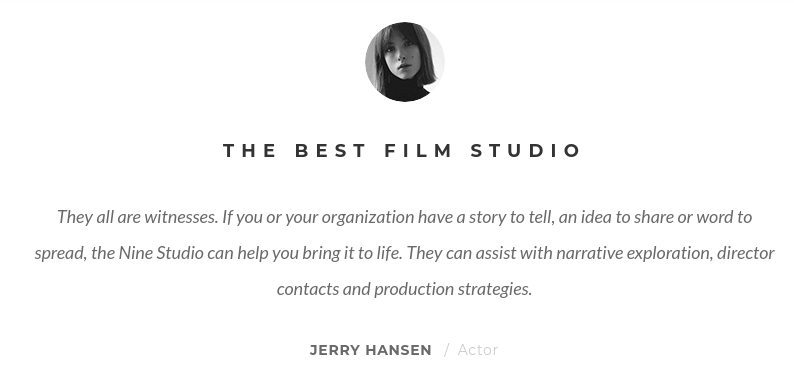 THE BEST FILM STUDIO
They all are witnesses. If you or your organization have a story to tell, an idea to share or word to
spread, the Nine Studio can help you bring it to life. They can assist with narrative exploration, director
contacts and production strategies.
JERRY HANSEN / Actor